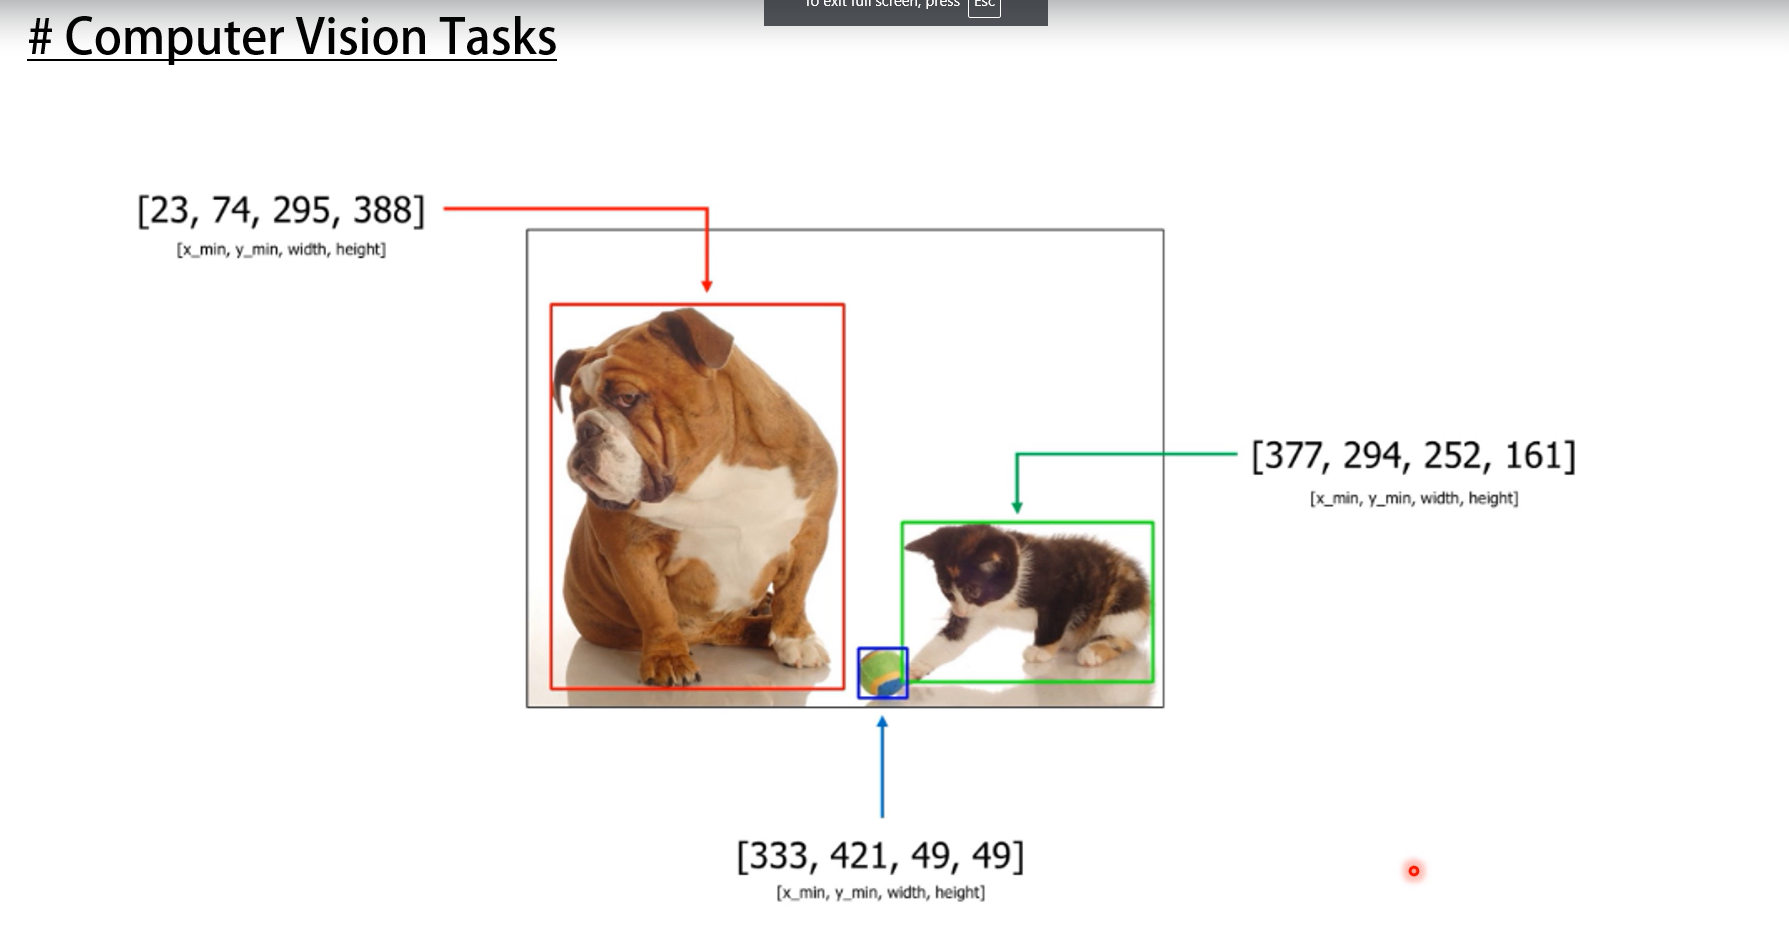 To exit full screen, press Esc
# Computer Vision Tasks
[23, 74, 295, 388]
[x_min, y_min, width, height]
[377, 294, 252, 161]
[x_min, y_min, width, height]
[333, 421, 49, 49]
[x_min, y_min, width, height]